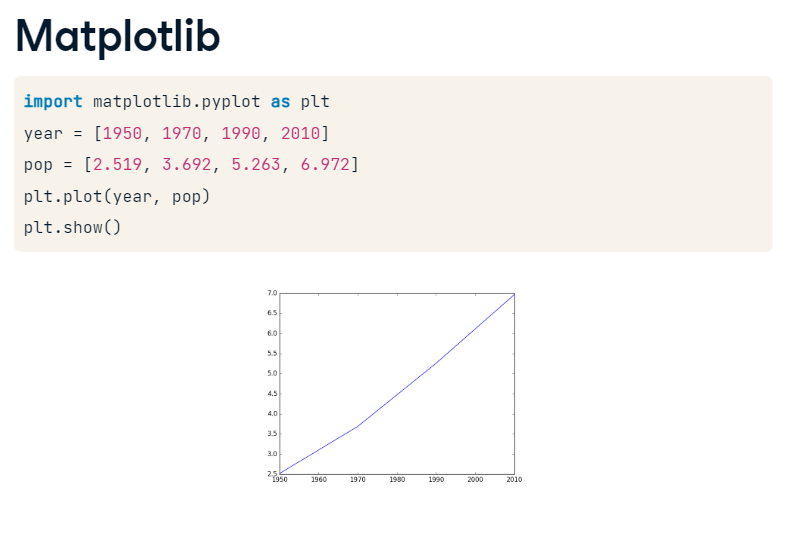 Matplotlib
import matplotlib.pyplot as plt
year = [1950, 1970, 1990, 2010]
pop = [2.519, 3.692, 5.263, 6.972]
plt.plot(year, pop)
plt.show()
7.0
6.5
6.0
5.5
5.0
4.5
4.0
3.5
3.0
2.5
1950 1960 1970 1980 1990 2000 2010